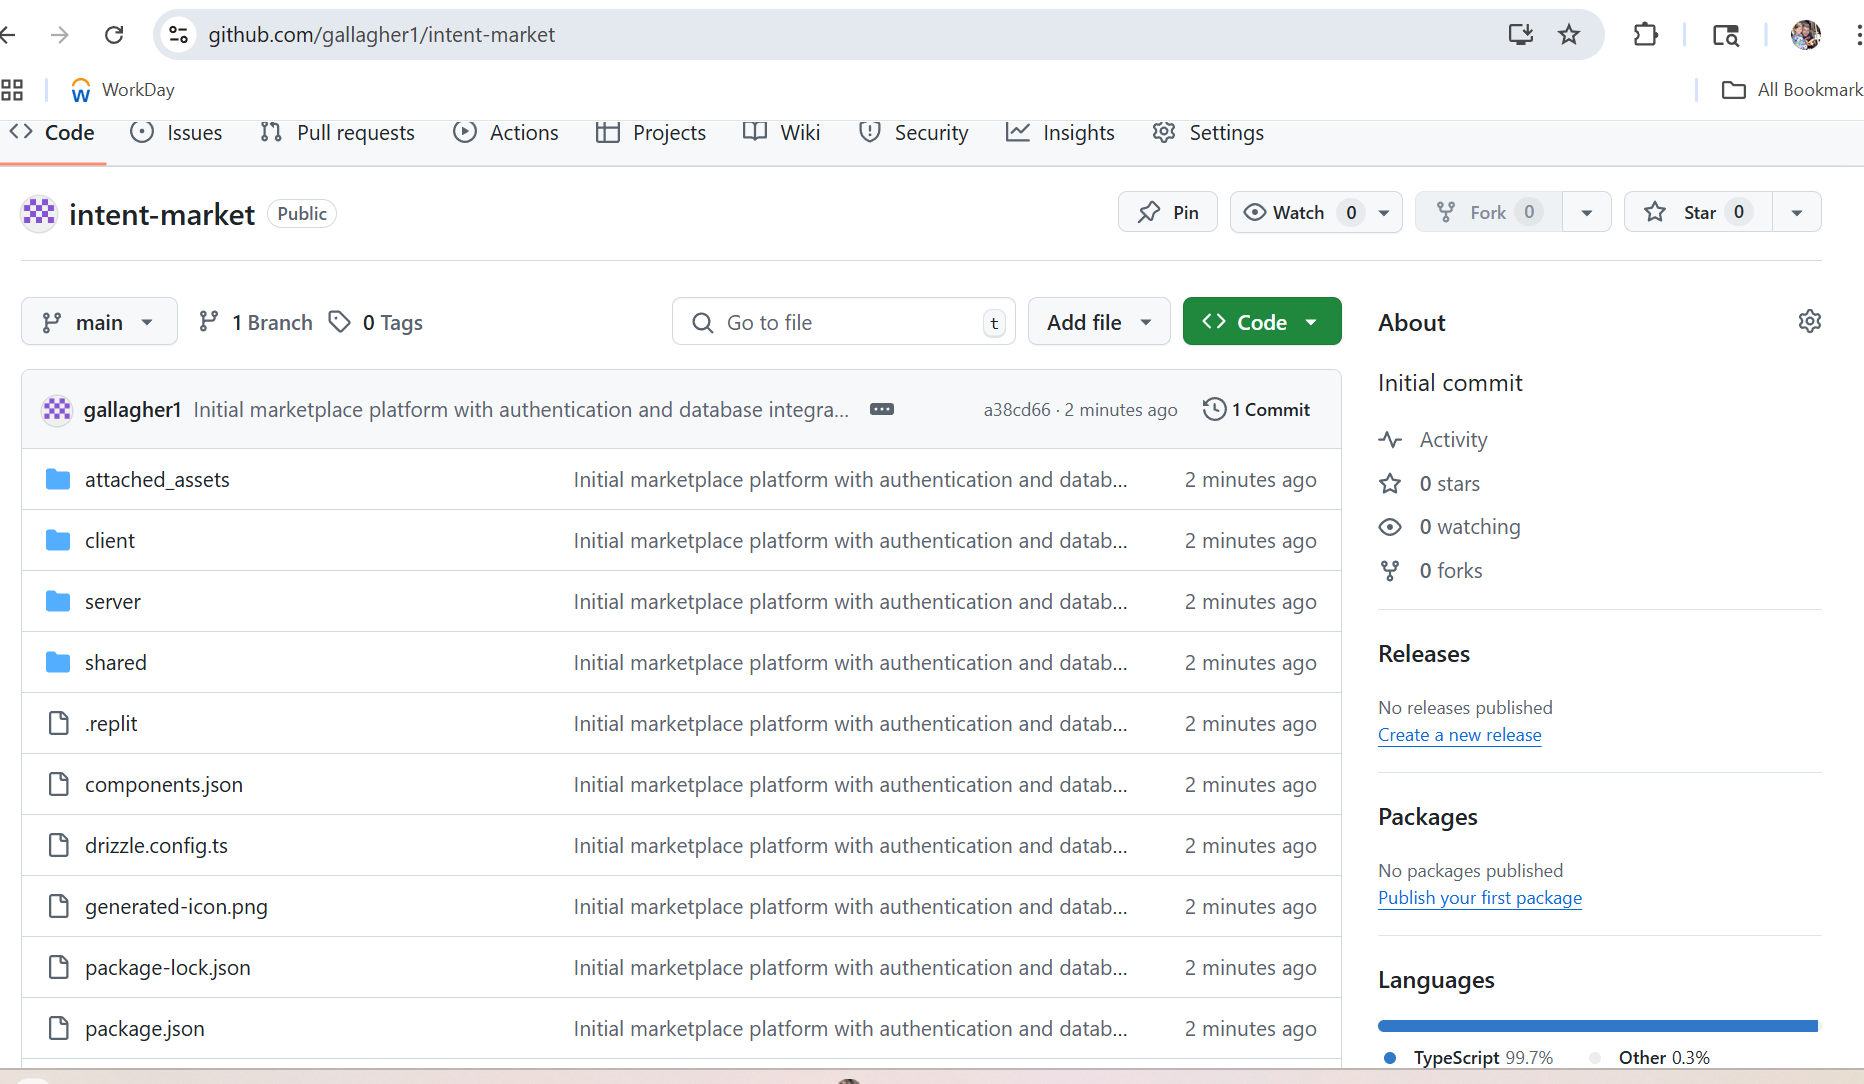 github.com/gallagher1/intent-market
WorkDay
All Bookmark
Code Issues Pull requests Actions Projects Wiki Security Insights Settings
intent-market Public
Pin Watch 0 Fork 0 Star 0
main 1 Branch 0 Tags Go to file t Add file Code
gallagher1 Initial marketplace platform with authentication and database integra... a38cd66 · 2 minutes ago 1 Commit
attached_assets Initial marketplace platform with authentication and datab... 2 minutes ago
client Initial marketplace platform with authentication and datab... 2 minutes ago
server Initial marketplace platform with authentication and datab... 2 minutes ago
shared Initial marketplace platform with authentication and datab... 2 minutes ago
.replit Initial marketplace platform with authentication and datab... 2 minutes ago
components.json Initial marketplace platform with authentication and datab... 2 minutes ago
drizzle.config.ts Initial marketplace platform with authentication and datab... 2 minutes ago
generated-icon.png Initial marketplace platform with authentication and datab... 2 minutes ago
package-lock.json Initial marketplace platform with authentication and datab... 2 minutes ago
package.json Initial marketplace platform with authentication and datab... 2 minutes ago
About
Initial commit
Activity
0 stars
0 watching
0 forks
Releases
No releases published
Create a new release
Packages
No packages published
Publish your first package
Languages
TypeScript 99.7% Other 0.3%